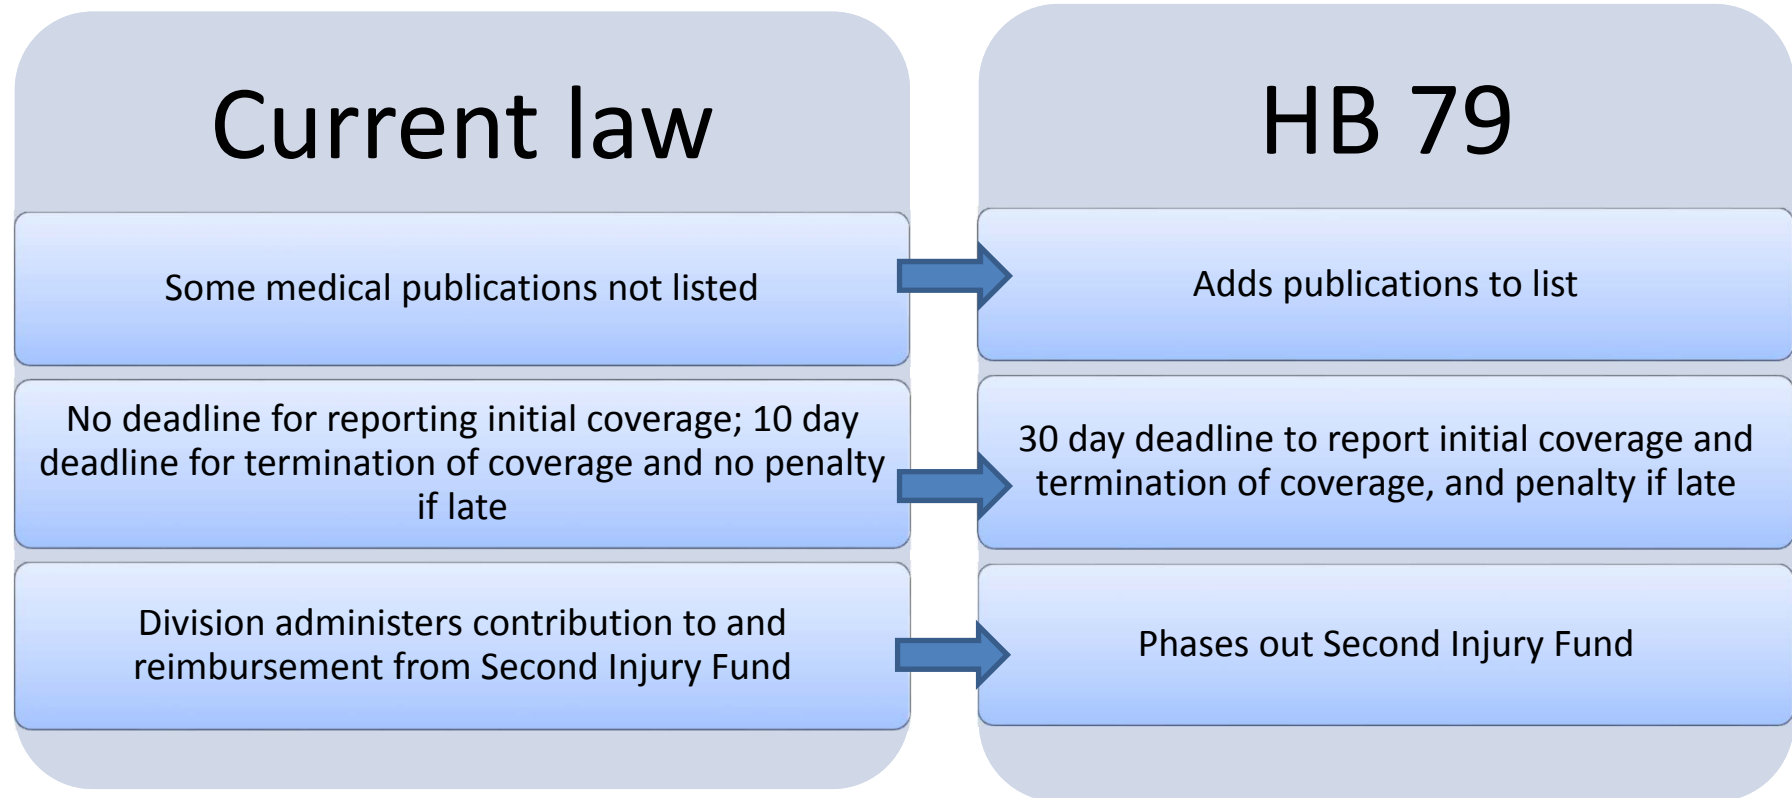 Current law
Some medical publications not listed
No deadline for reporting initial coverage; 10 day
deadline for termination of coverage and no penalty
if late
Division administers contribution to and
reimbursement from Second Injury Fund
HB 79
Adds publications to list
30 day deadline to report initial coverage and
termination of coverage, and penalty if late
Phases out Second Injury Fund